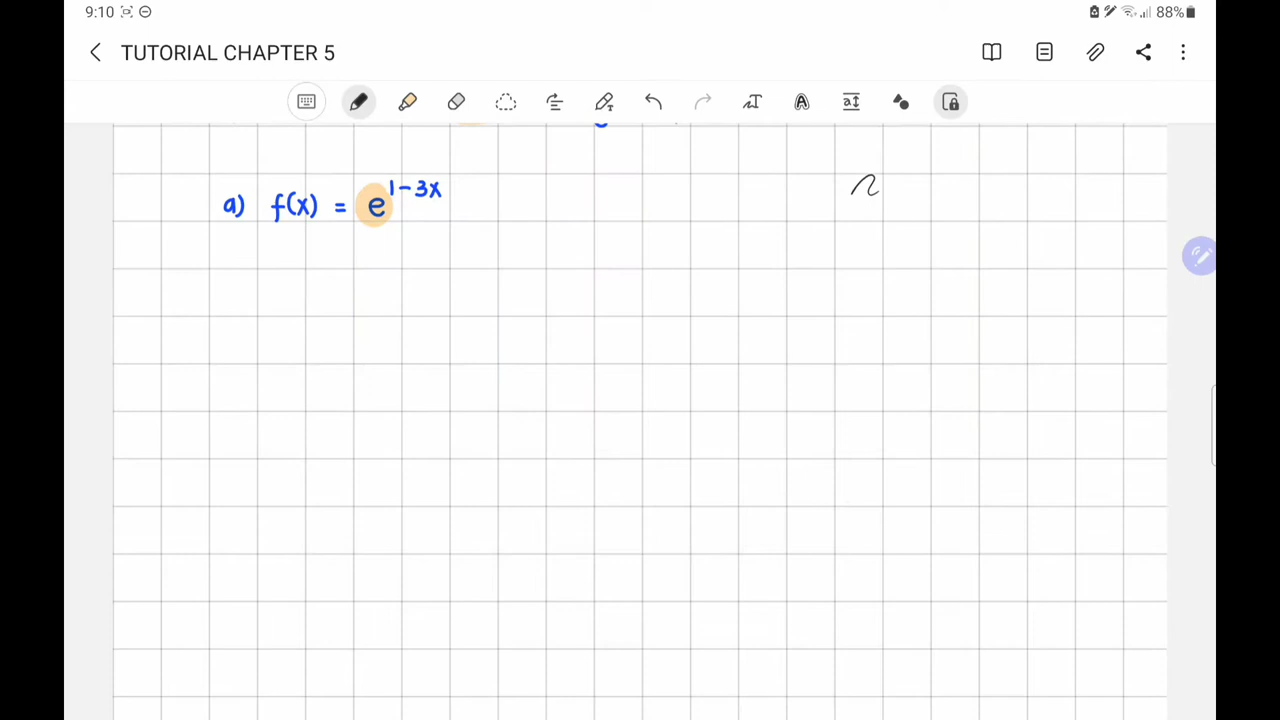 9:10 88%
TUTORIAL CHAPTER 5
a) f(x) = e^{1-3x}